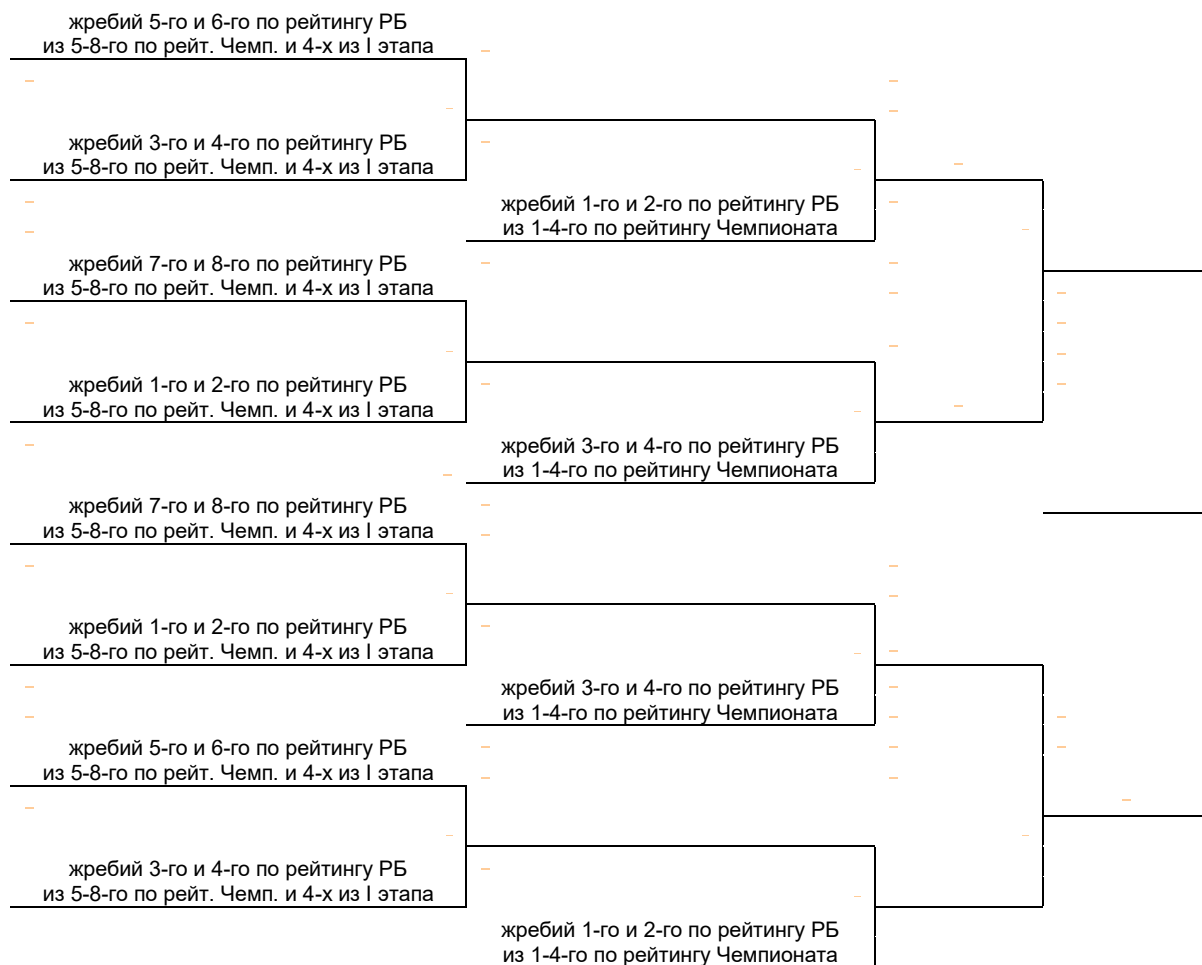 жребий 5-го и 6-го по рейтингу РБ
из 5-8-го по рейт. Чемп. и 4-х из I этапа
жребий 3-го и 4-го по рейтингу РБ
из 5-8-го по рейт. Чемп. и 4-х из I этапа
жребий 1-го и 2-го по рейтингу РБ
из 1-4-го по рейтингу Чемпионата
жребий 7-го и 8-го по рейтингу РБ
из 5-8-го по рейт. Чемп. и 4-х из I этапа
жребий 1-го и 2-го по рейтингу РБ
из 5-8-го по рейт. Чемп. и 4-х из I этапа
жребий 3-го и 4-го по рейтингу РБ
из 1-4-го по рейтингу Чемпионата
жребий 7-го и 8-го по рейтингу РБ
из 5-8-го по рейт. Чемп. и 4-х из I этапа
жребий 1-го и 2-го по рейтингу РБ
из 5-8-го по рейт. Чемп. и 4-х из I этапа
жребий 3-го и 4-го по рейтингу РБ
из 1-4-го по рейтингу Чемпионата
жребий 5-го и 6-го по рейтингу РБ
из 5-8-го по рейт. Чемп. и 4-х из I этапа
жребий 3-го и 4-го по рейтингу РБ
из 5-8-го по рейт. Чемп. и 4-х из I этапа
жребий 1-го и 2-го по рейтингу РБ
из 1-4-го по рейтингу Чемпионата